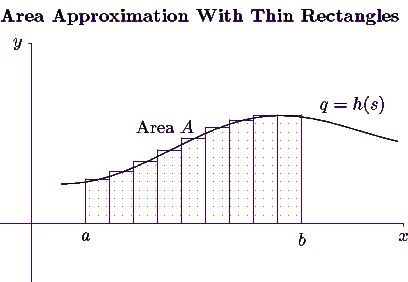 Area Approximation With Thin Rectangles
y
q = h(s)
Area A
a
b
x